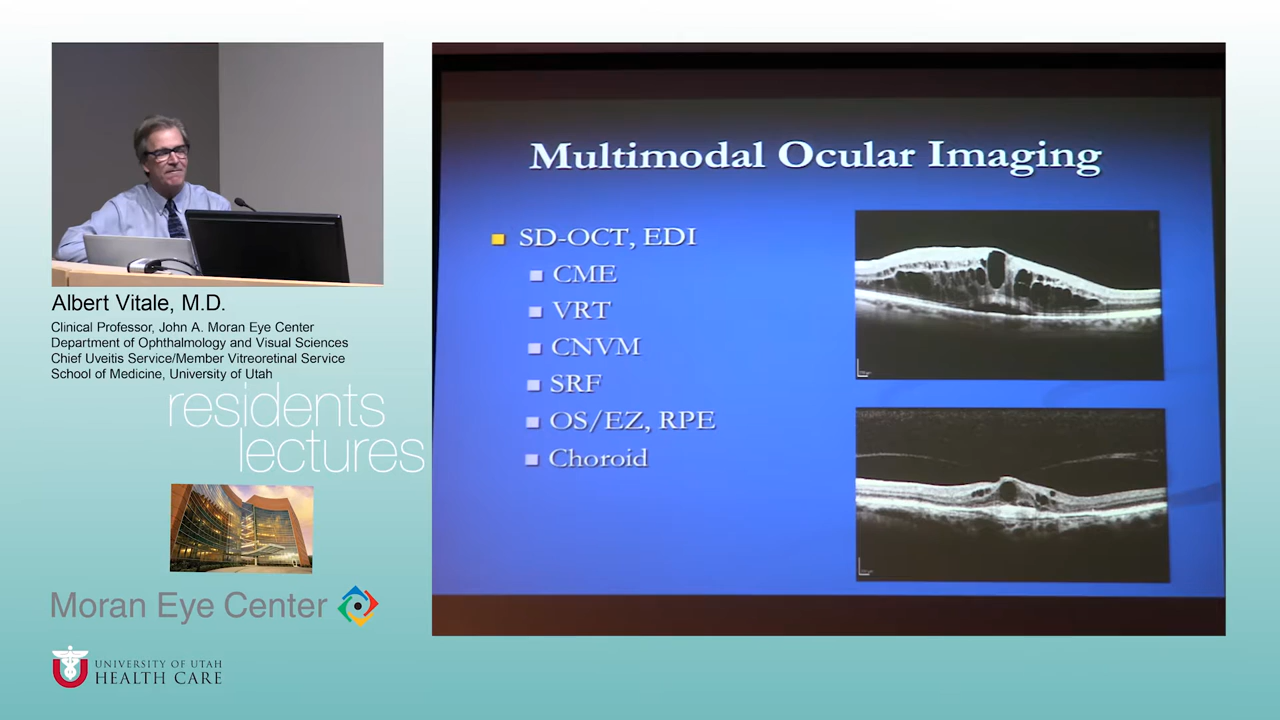 Albert Vitale, M.D.
Clinical Professor, John A. Moran Eye Center
Department of Ophthalmology and Visual Sciences
Chief Uveitis Service/Member Vitreoretinal Service
School of Medicine, University of Utah
residents
lectures
Moran Eye Center
UNIVERSITY OF UTAH
HEALTH CARE
Multimodal Ocular Imaging
SD-OCT, EDI
CME
VRT
CNVM
SRF
OS/EZ, RPE
Choroid